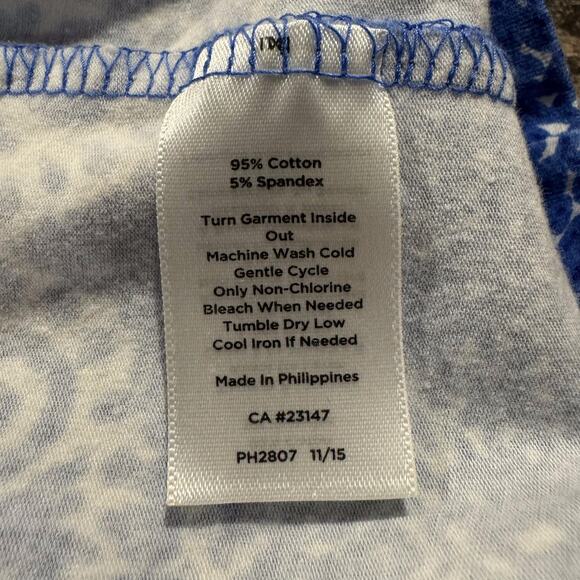 95% Cotton
5% Spandex
Turn Garment Inside
Out
Machine Wash Cold
Gentle Cycle
Only Non-Chlorine
Bleach When Needed
Tumble Dry Low
Cool Iron If Needed
Made In Philippines
CA #23147
PH2807 11/15